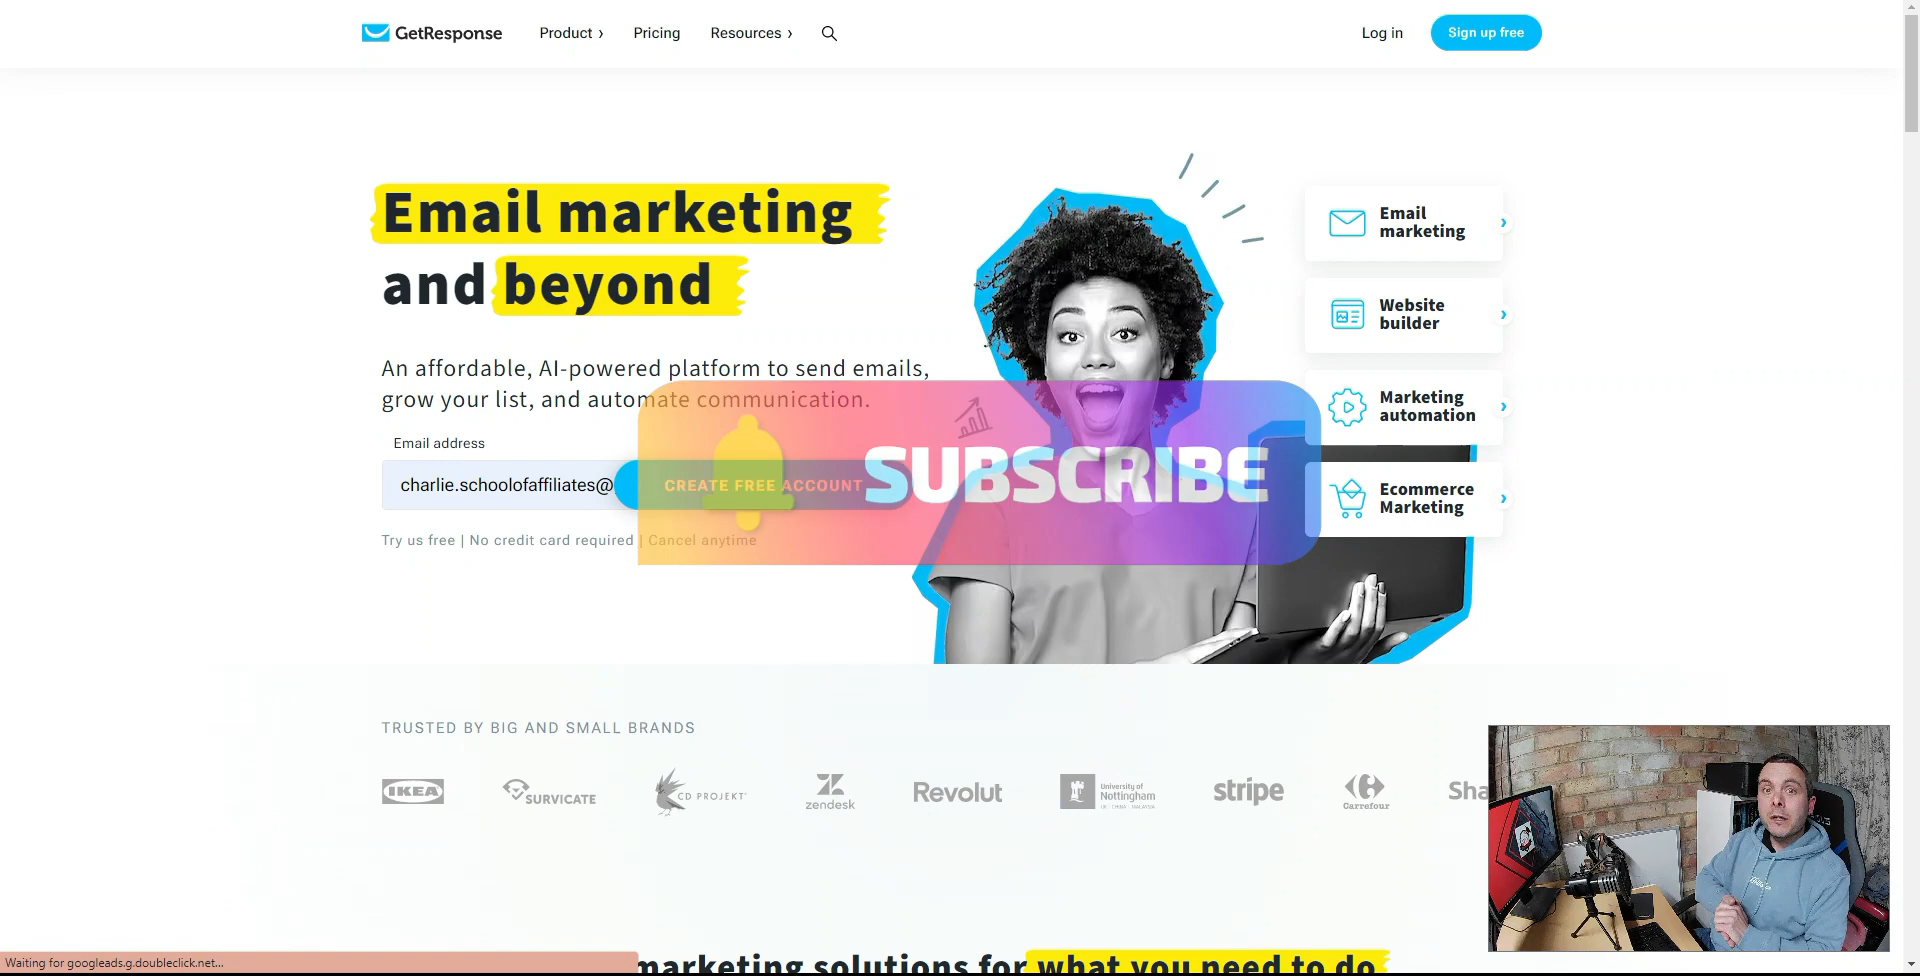 GetResponse
Product ›
Pricing
Resources ›
Log in
Sign up free
Email marketing
and beyond
An affordable, AI-powered platform to send emails,
grow your list, and automate communication.
Email address
charlie.schoolofaffiliates@
CREATE FREE ACCOUNT
SUBSCRIBE
Try us free | No credit card required | Cancel anytime
Email
marketing
Website
builder
Marketing
automation
Ecommerce
Marketing
TRUSTED BY BIG AND SMALL BRANDS
IKEA
SURVICATE
CD PROJEKT
zendesk
Revolut
University of
Nottingham
UK | CHINA | MALAYSIA
stripe
Carrefour
Sha
marketing solutions for what you need to do
Waiting for googleads.g.doubleclick.net...